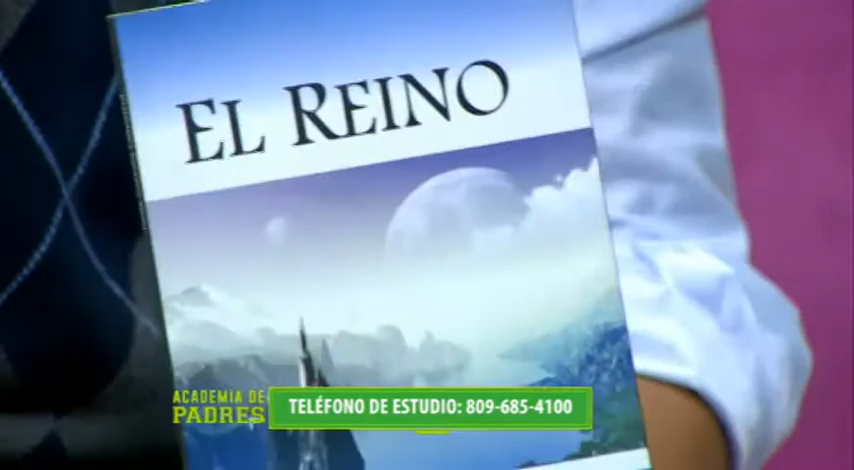 EL REINO
ACADEMIA DE
PADRES
TELÉFONO DE ESTUDIO: 809-685-4100